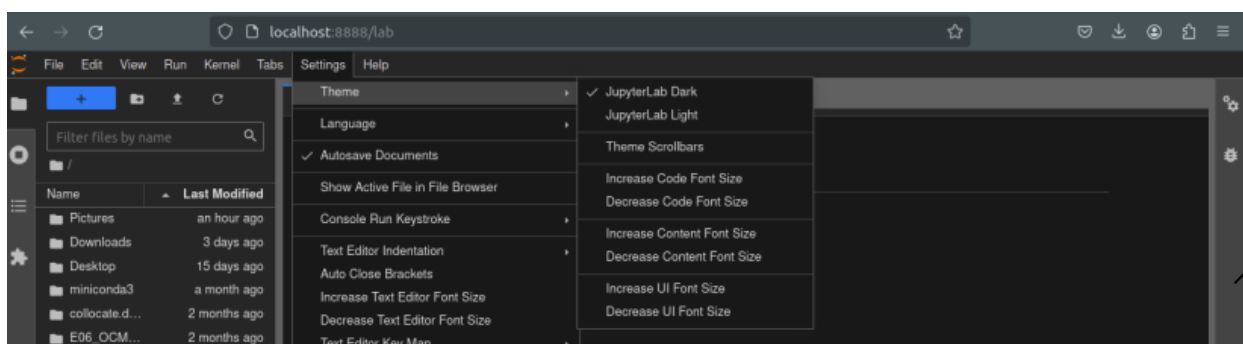 localhost:8888/lab
File Edit View Run Kernel Tabs Settings Help
+
Filter files by name
/
Name Last Modified
Pictures an hour ago
Downloads 3 days ago
Desktop 15 days ago
miniconda3 a month ago
collocate.d... 2 months ago
E06_OCM... 2 months ago
Theme
Language
Autosave Documents
Show Active File in File Browser
Console Run Keystroke
Text Editor Indentation
Auto Close Brackets
Increase Text Editor Font Size
Decrease Text Editor Font Size
Text Editor Key Map
JupyterLab Dark
JupyterLab Light
Theme Scrollbars
Increase Code Font Size
Decrease Code Font Size
Increase Content Font Size
Decrease Content Font Size
Increase UI Font Size
Decrease UI Font Size